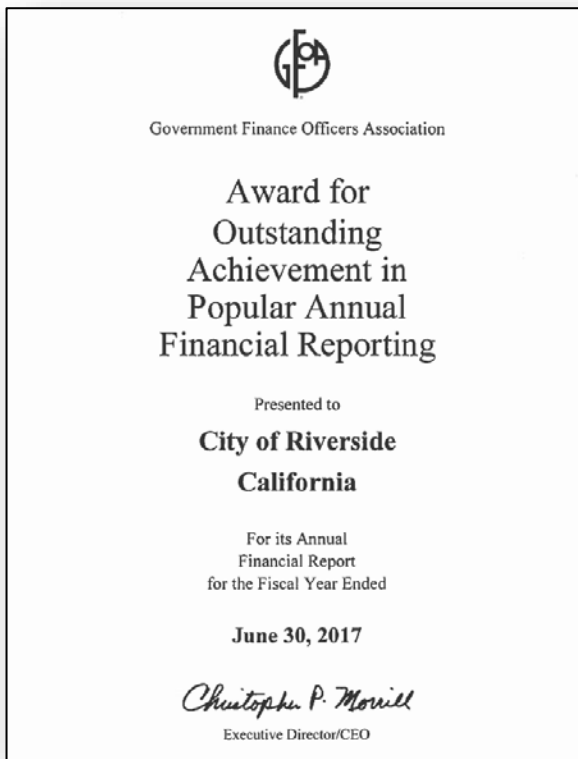 GFOA
Government Finance Officers Association
Award for
Outstanding
Achievement in
Popular Annual
Financial Reporting
Presented to
City of Riverside
California
For its Annual
Financial Report
for the Fiscal Year Ended
June 30, 2017
Christopher P. Morrill
Executive Director/CEO